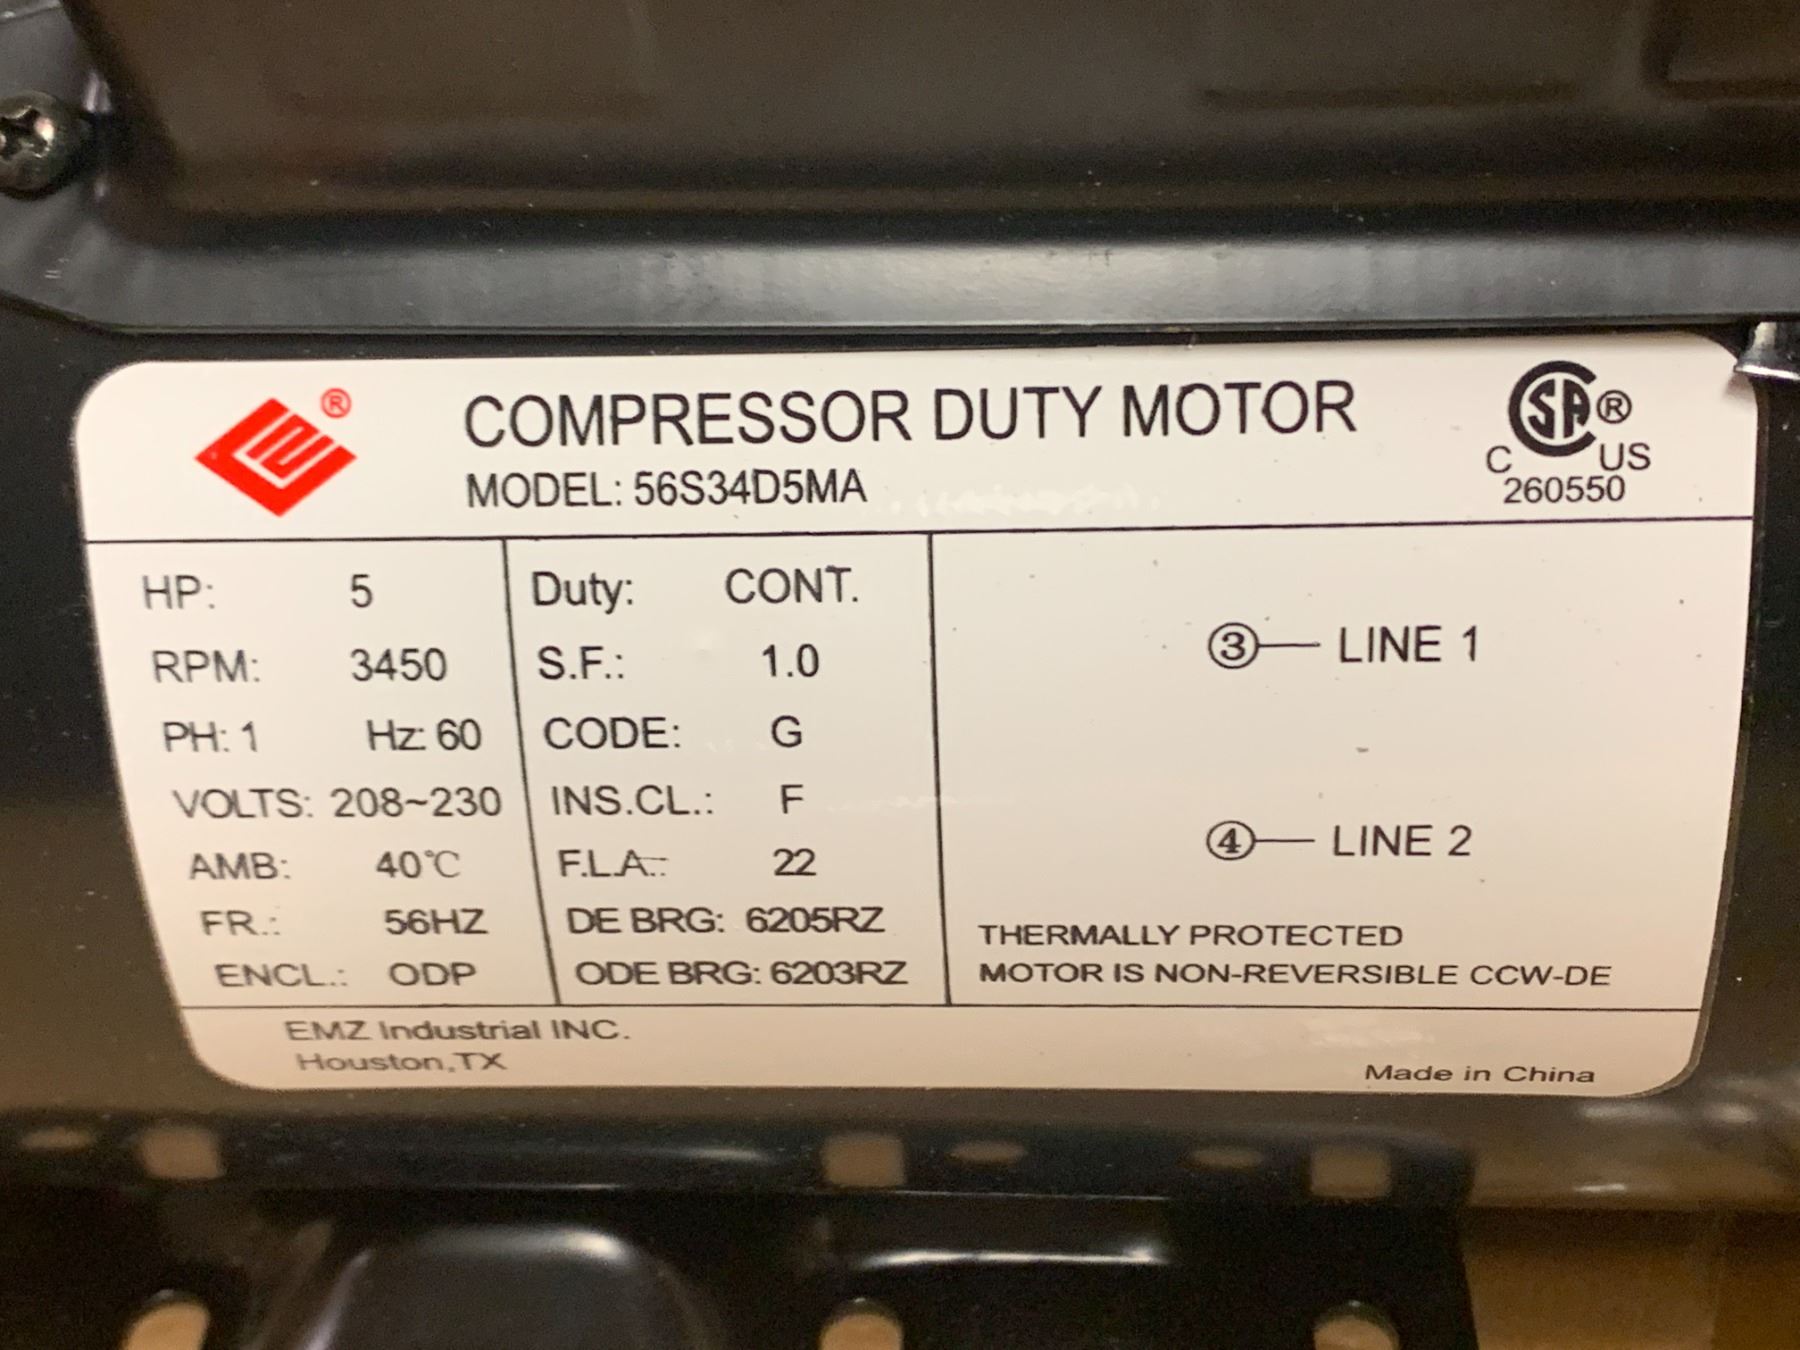 ®
COMPRESSOR DUTY MOTOR
MODEL: 56S34D5MA
SA ®
C US
260550
HP: 5
RPM: 3450
PH: 1 Hz: 60
VOLTS: 208~230
AMB: 40℃
FR.: 56HZ
ENCL.: ODP
Duty: CONT.
S.F.: 1.0
CODE: G
INS.CL.: F
F.L.A.: 22
DE BRG: 6205RZ
ODE BRG: 6203RZ
③— LINE 1
④— LINE 2
THERMALLY PROTECTED
MOTOR IS NON-REVERSIBLE CCW-DE
EMZ Industrial INC.
Houston,TX
Made in China